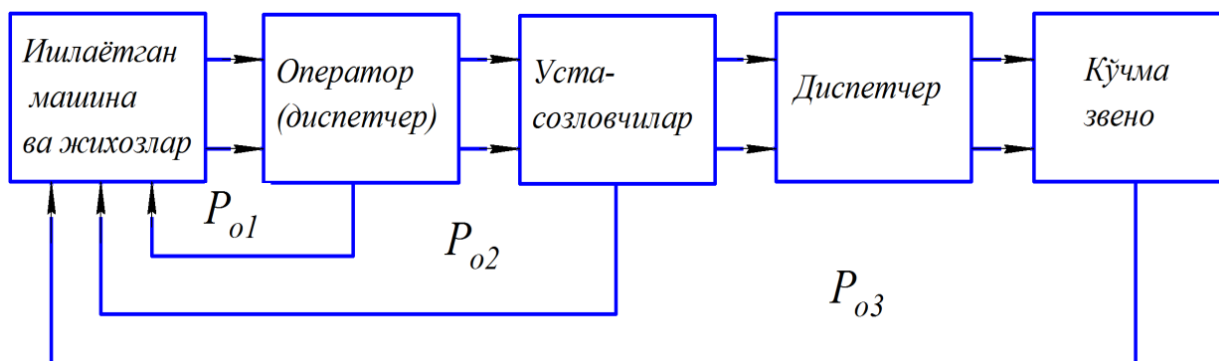 Ишлаётган
машина
ва жихозлар
Оператор
(диспетчер)
Уста-
созловчилар
Диспетчер
Кўчма
звено
Po1
Po2
Po3